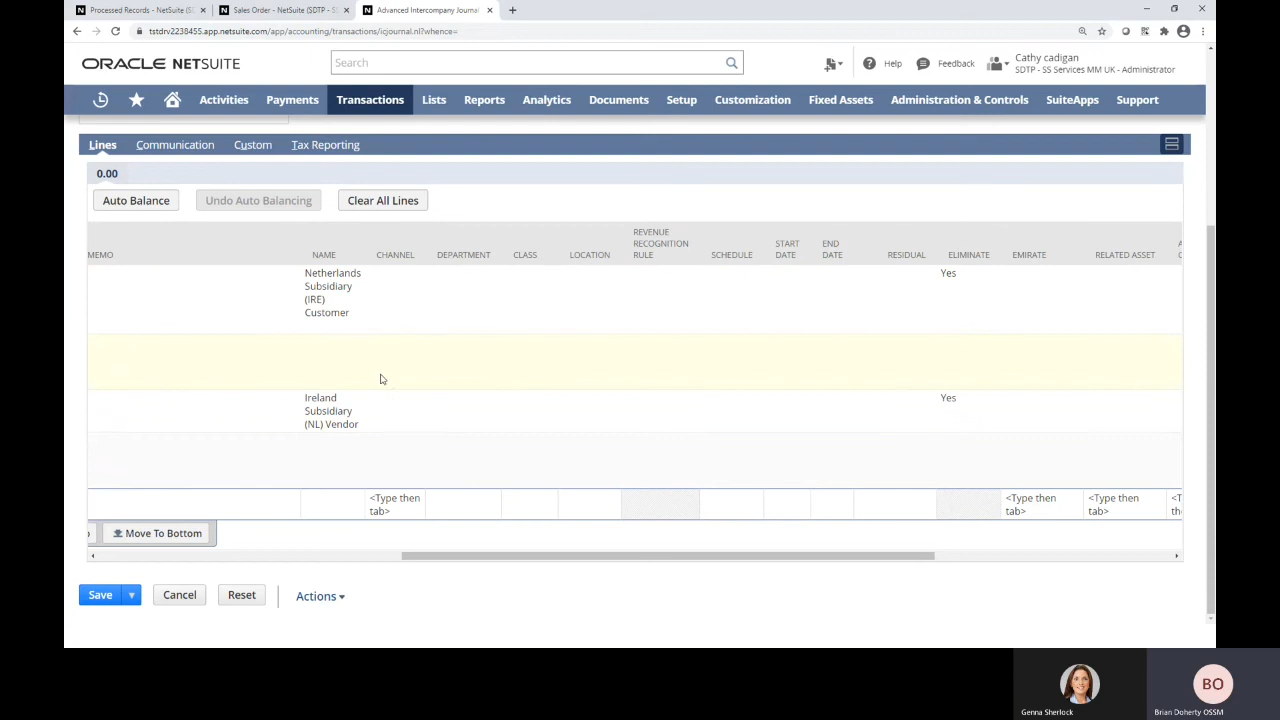 Processed Records - NetSuite (SD
Sales Order - NetSuite (SDTP - S
Advanced Intercompany Journal
tstdrv2238455.app.netsuite.com/app/accounting/transactions/icjournal.nl?whence=
ORACLE NETSUITE
Search
Help
Feedback
Cathy cadigan
SDTP - SS Services MM UK - Administrator
Activities Payments Transactions Lists Reports Analytics Documents Setup Customization Fixed Assets Administration & Controls SuiteApps Support
Lines Communication Custom Tax Reporting
0.00
Auto Balance Undo Auto Balancing Clear All Lines
MEMO NAME CHANNEL DEPARTMENT CLASS LOCATION
REVENUE
RECOGNITION
RULE
SCHEDULE
START
DATE
END
DATE
RESIDUAL ELIMINATE EMIRATE RELATED ASSET
Netherlands
Subsidiary
(IRE)
Customer
Yes
Ireland
Subsidiary
(NL) Vendor
Yes
<Type then
tab>
<Type then
tab>
<Type then
tab>
Move To Bottom
Save Cancel Reset Actions
BO
Genna Sherlock
Brian Doherty OSSM